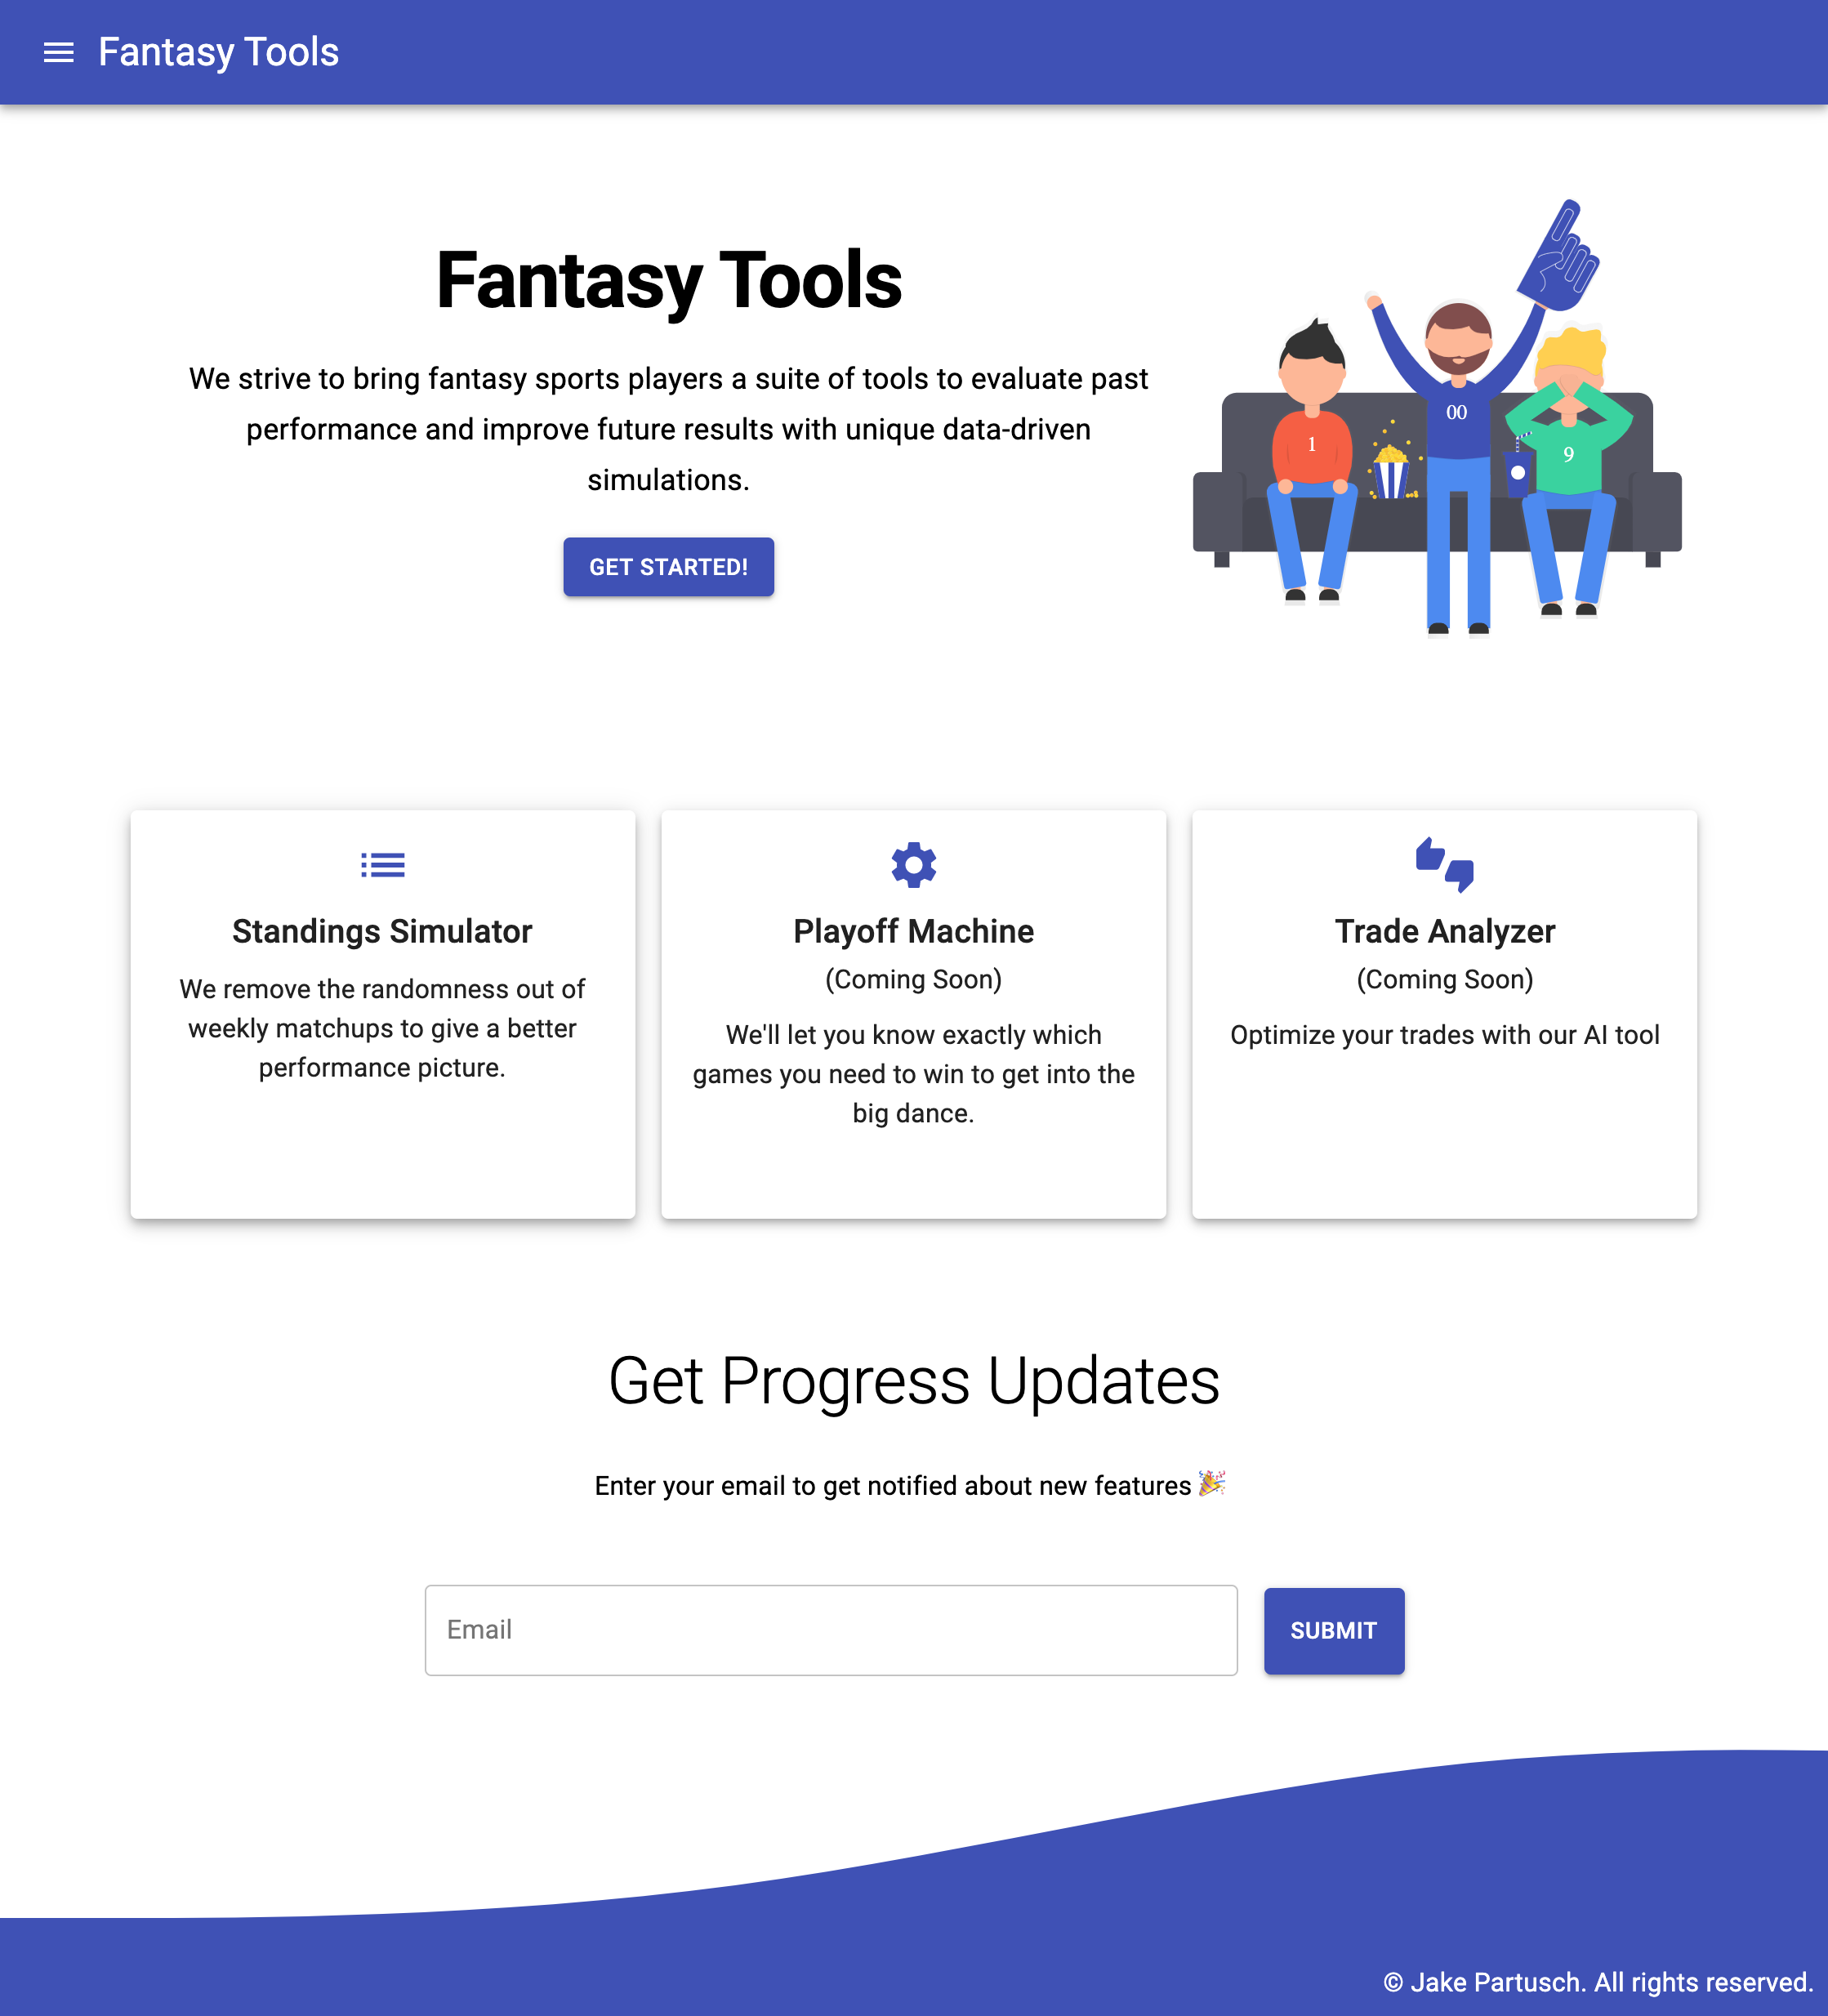 Fantasy Tools
Fantasy Tools
We strive to bring fantasy sports players a suite of tools to evaluate past
performance and improve future results with unique data-driven
simulations.
GET STARTED!
1
00
9
Standings Simulator
We remove the randomness out of
weekly matchups to give a better
performance picture.
Playoff Machine
(Coming Soon)
We'll let you know exactly which
games you need to win to get into the
big dance.
Trade Analyzer
(Coming Soon)
Optimize your trades with our AI tool
Get Progress Updates
Enter your email to get notified about new features 🎉
Email
SUBMIT
© Jake Partusch. All rights reserved.